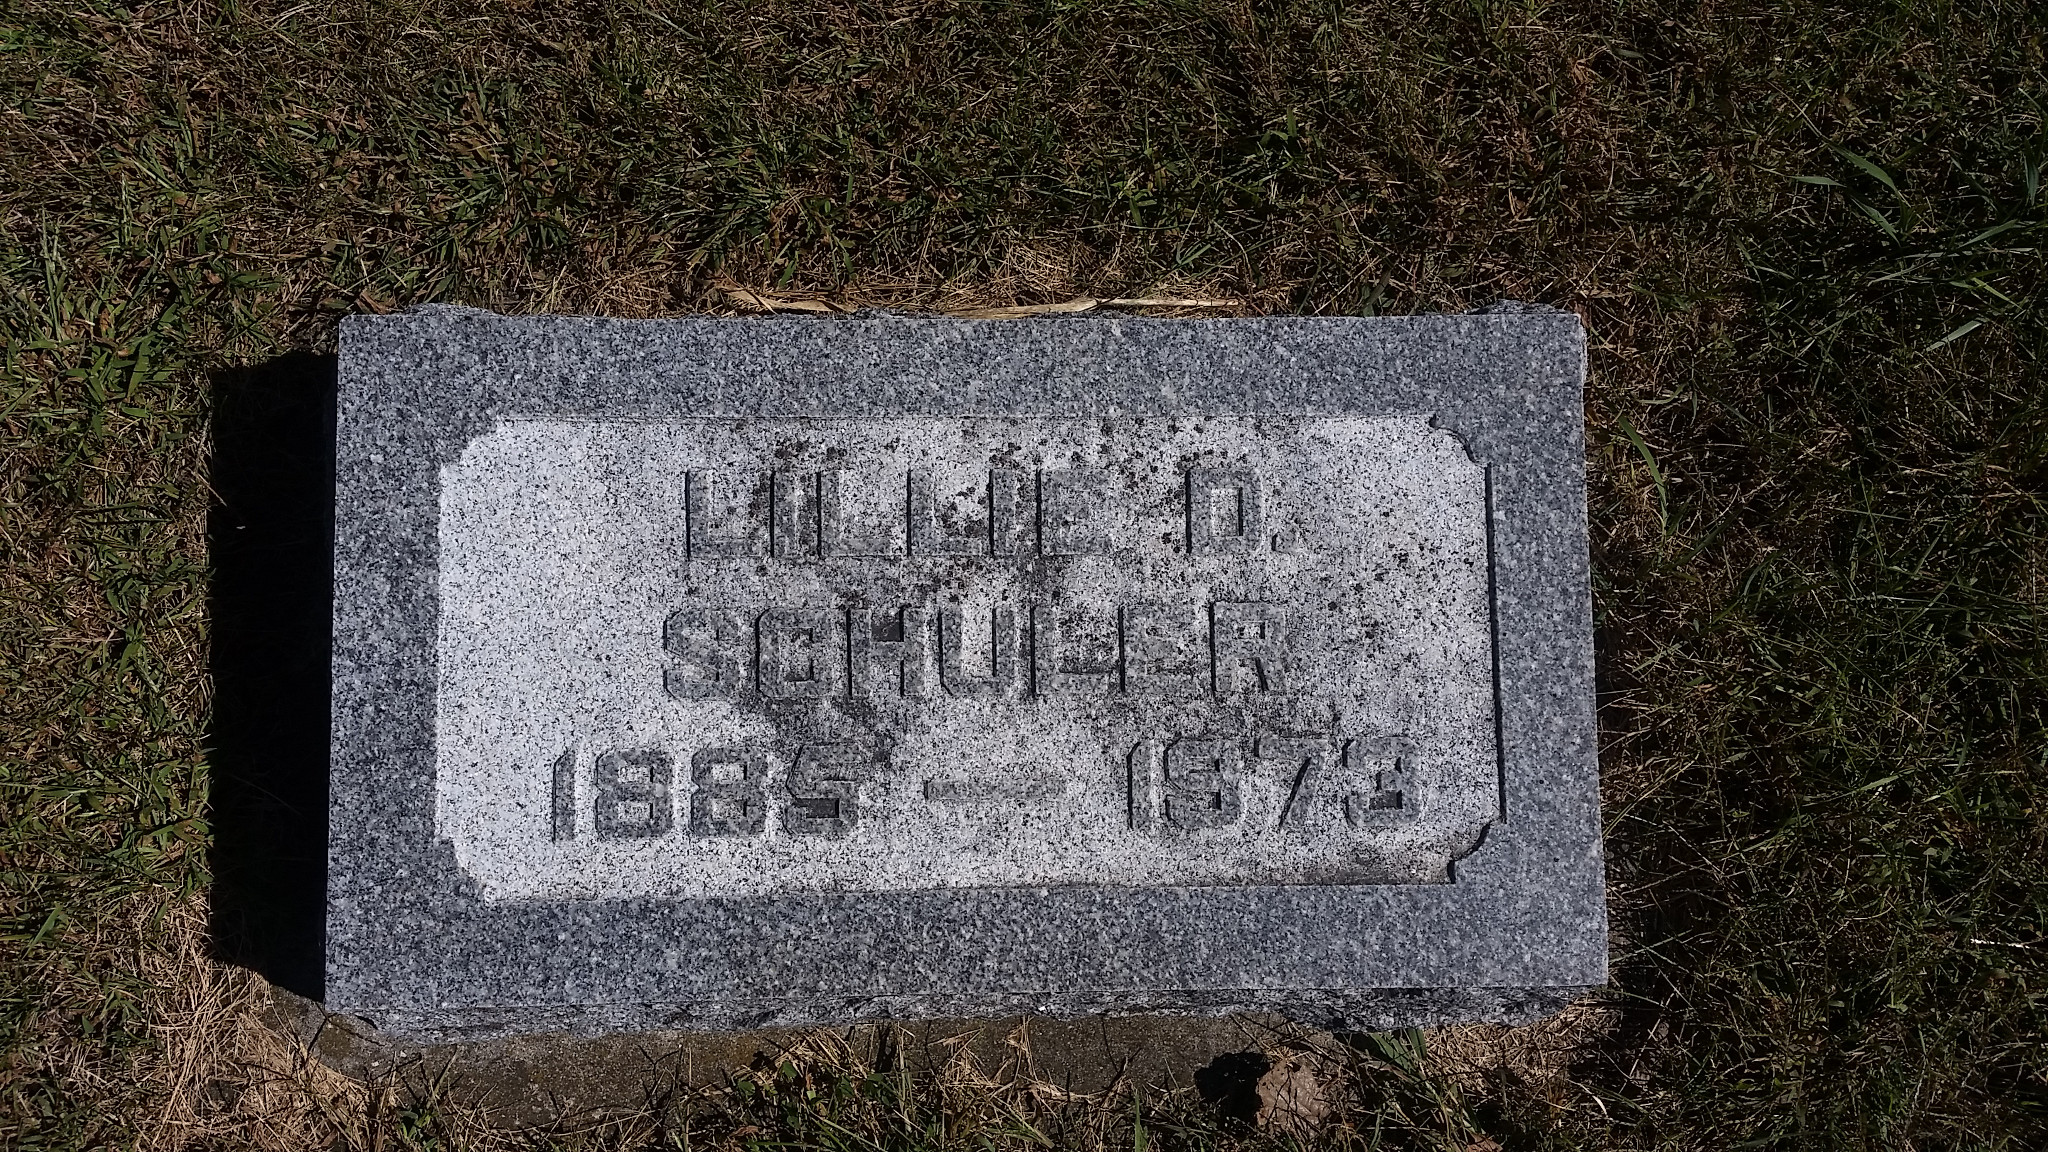 LILLIE D.
SCHULER
1885 — 1973